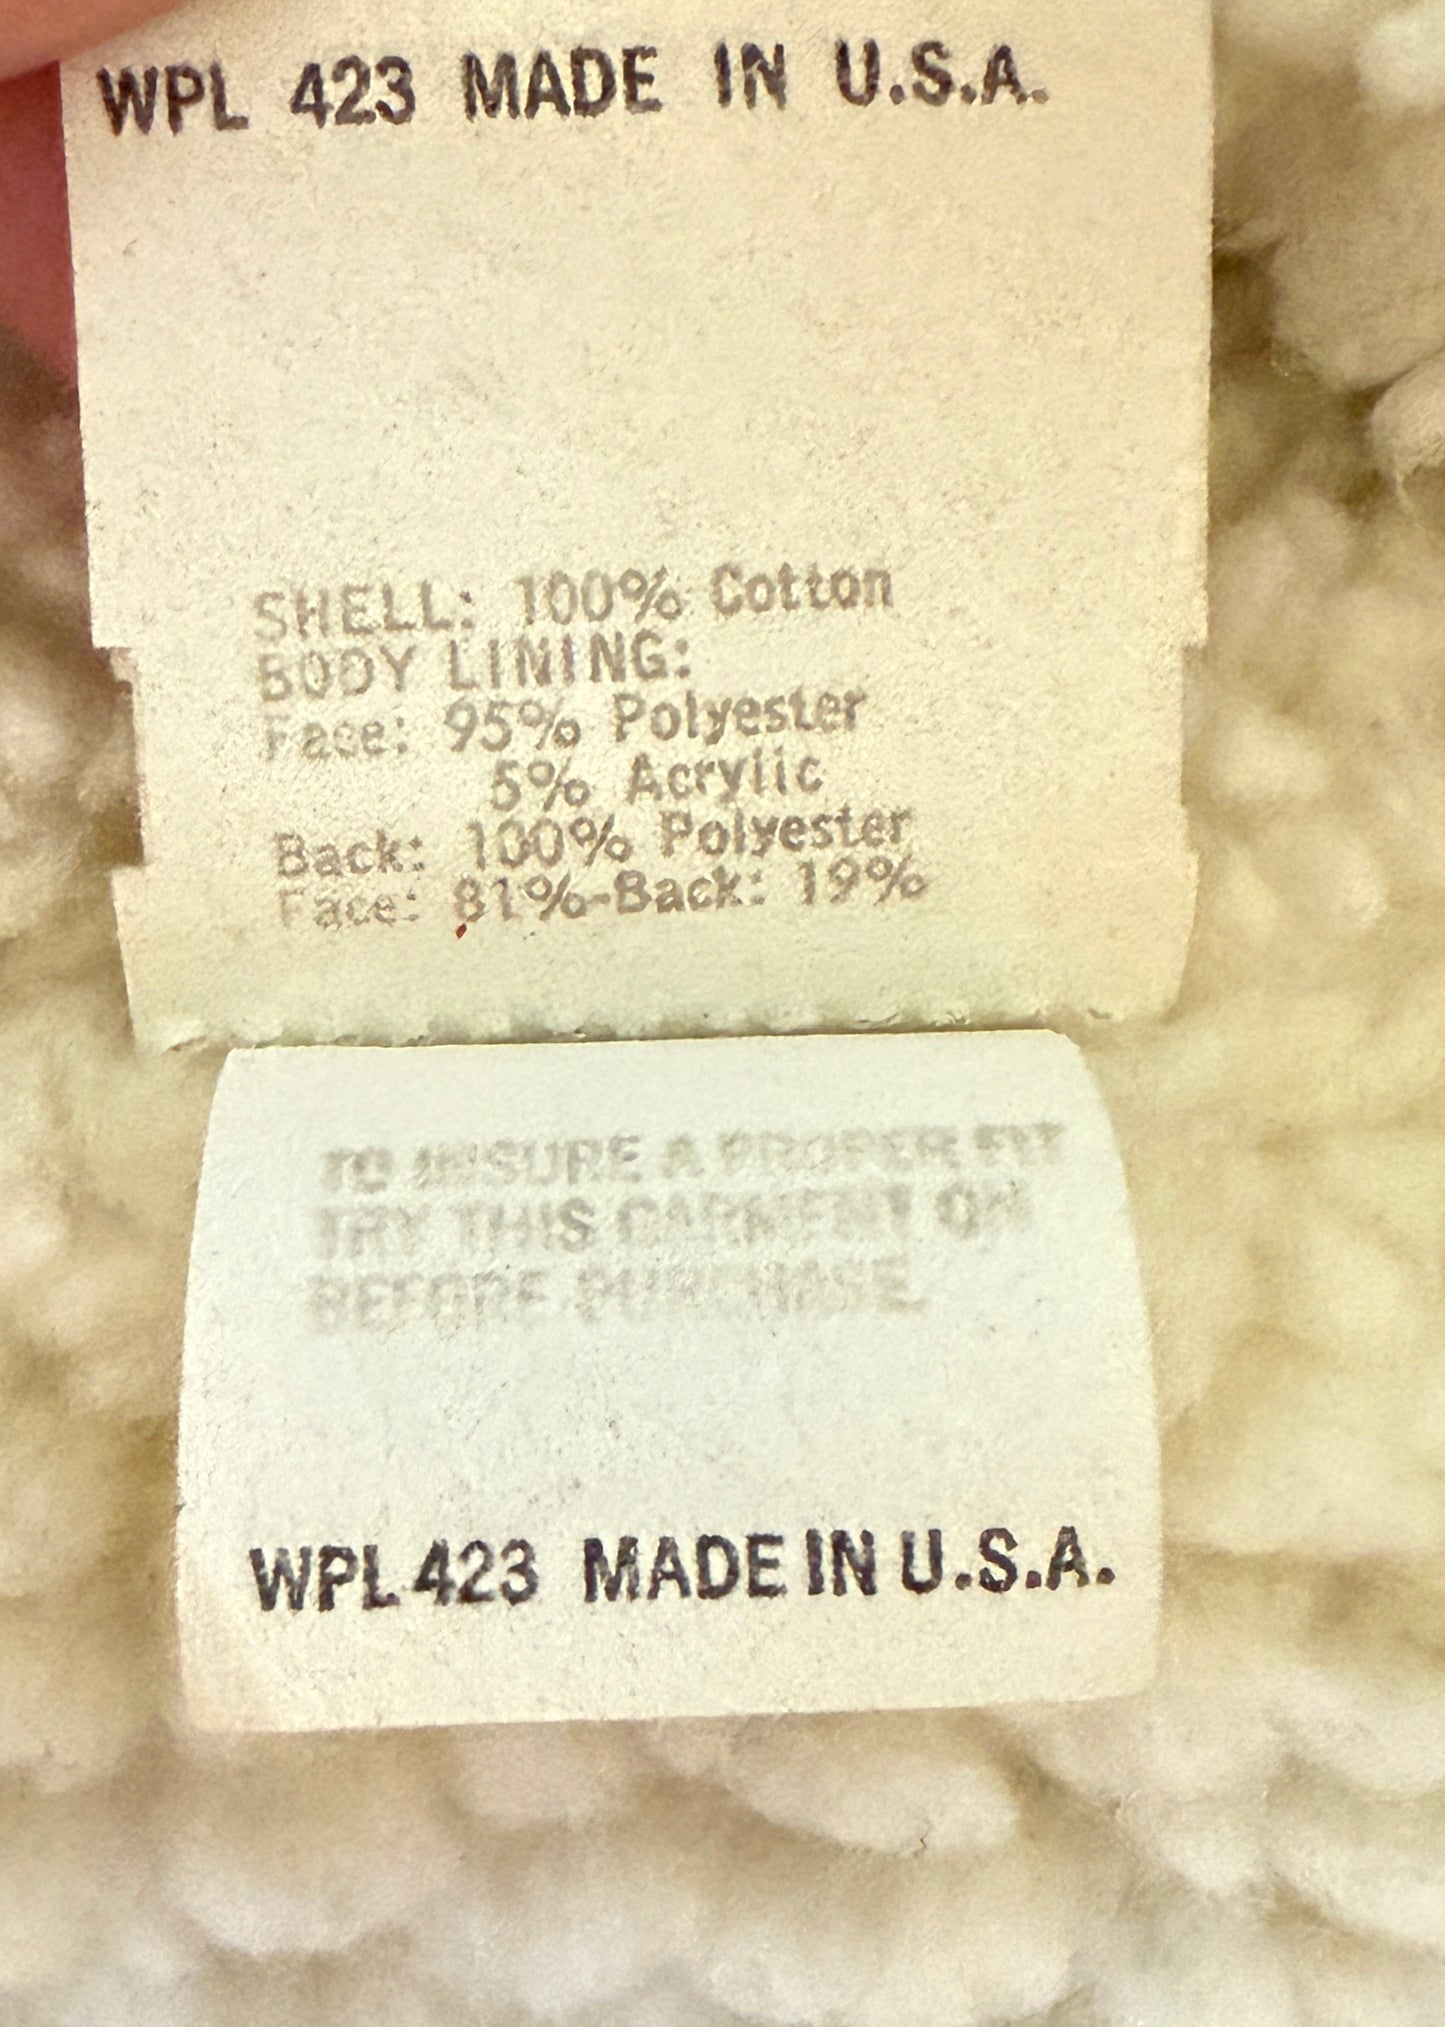 WPL 423 MADE IN U.S.A.
SHELL: 100% Cotton
BODY LINING:
Face: 95% Polyester
5% Acrylic
Back: 100% Polyester
Face: 81%-Back: 19%
TO INSURE A PROPER FIT
TRY THIS GARMENT ON
BEFORE PURCHASE.
WPL 423 MADE IN U.S.A.